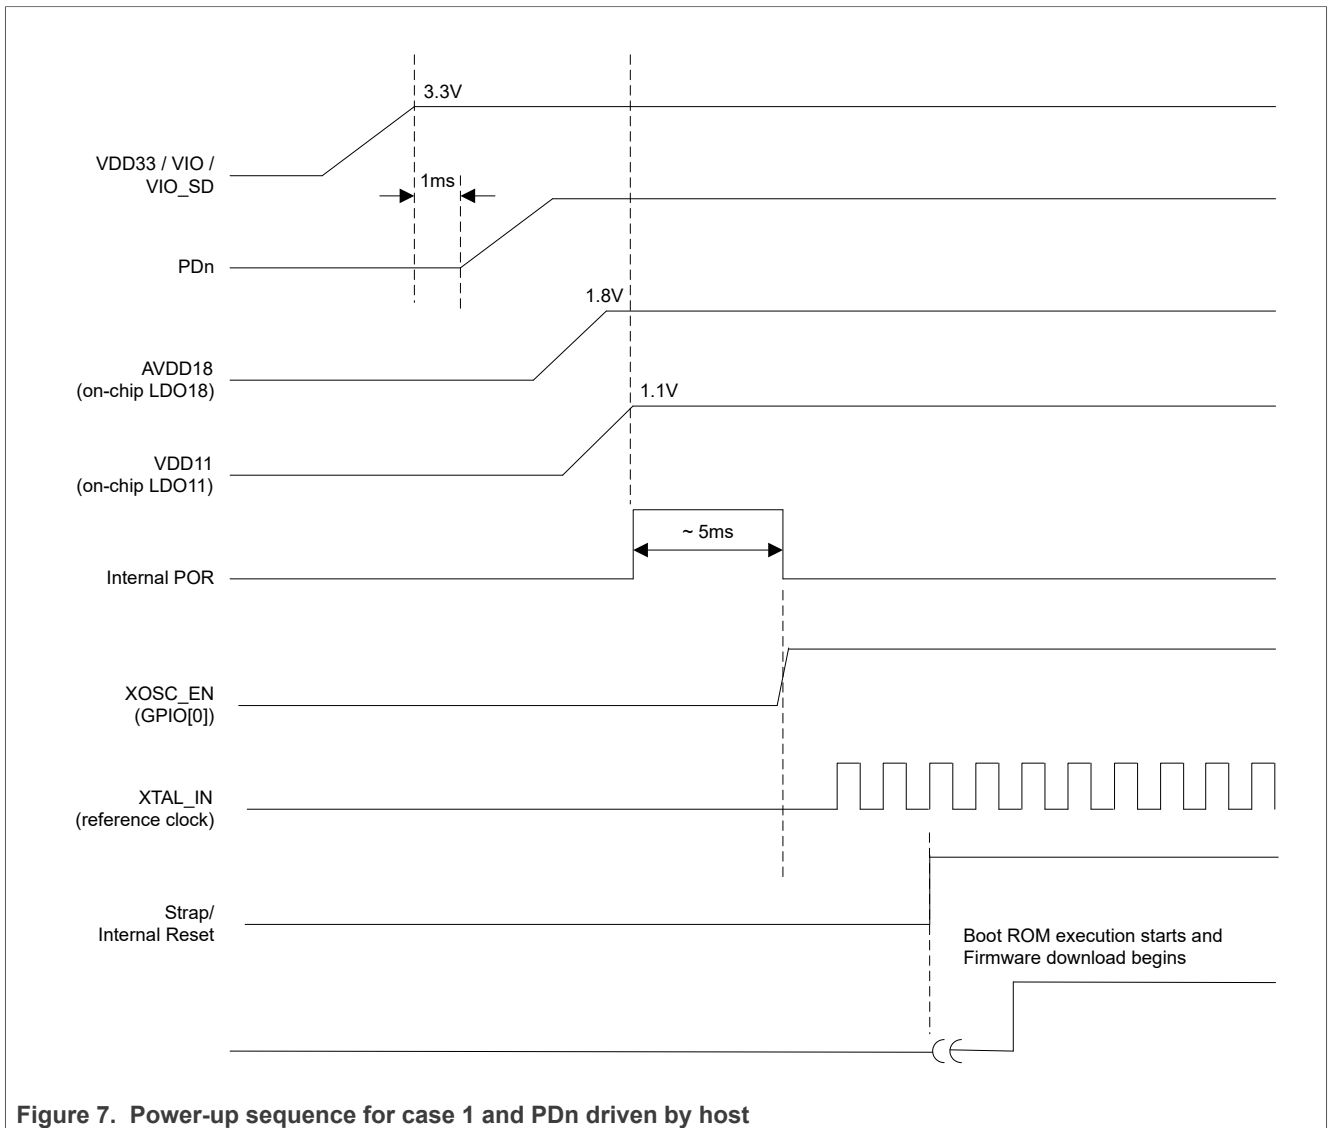 3.3V
VDD33 / VIO /
VIO_SD
1ms
PDn
1.8V
AVDD18
(on-chip LDO18)
1.1V
VDD11
(on-chip LDO11)
~ 5ms
Internal POR
XOSC_EN
(GPIO[0])
XTAL_IN
(reference clock)
Strap/
Internal Reset
Boot ROM execution starts and
Firmware download begins
Figure 7. Power-up sequence for case 1 and PDn driven by host